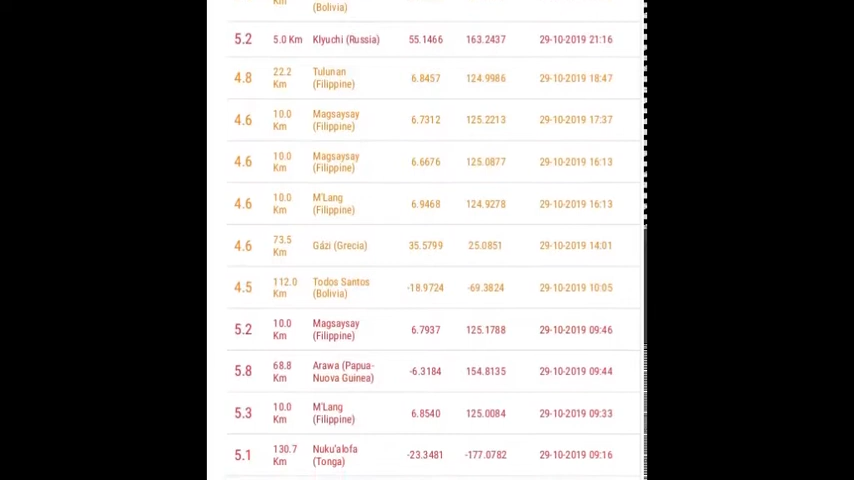 Km
(Bolivia)
5.2 5.0 Km Klyuchi (Russia) 55.1466 163.2437 29-10-2019 21:16
4.8 22.2 Km Tulunan (Filippine) 6.8457 124.9986 29-10-2019 18:47
4.6 10.0 Km Magsaysay (Filippine) 6.7312 125.2213 29-10-2019 17:37
4.6 10.0 Km Magsaysay (Filippine) 6.6676 125.0877 29-10-2019 16:13
4.6 10.0 Km M'Lang (Filippine) 6.9468 124.9278 29-10-2019 16:13
4.6 73.5 Km Gázi (Grecia) 35.5799 25.0851 29-10-2019 14:01
4.5 112.0 Km Todos Santos (Bolivia) -18.9724 -69.3824 29-10-2019 10:05
5.2 10.0 Km Magsaysay (Filippine) 6.7937 125.1788 29-10-2019 09:46
5.8 68.8 Km Arawa (Papua-Nuova Guinea) -6.3184 154.8135 29-10-2019 09:44
5.3 10.0 Km M'Lang (Filippine) 6.8540 125.0084 29-10-2019 09:33
5.1 130.7 Km Nuku'alofa (Tonga) -23.3481 -177.0782 29-10-2019 09:16